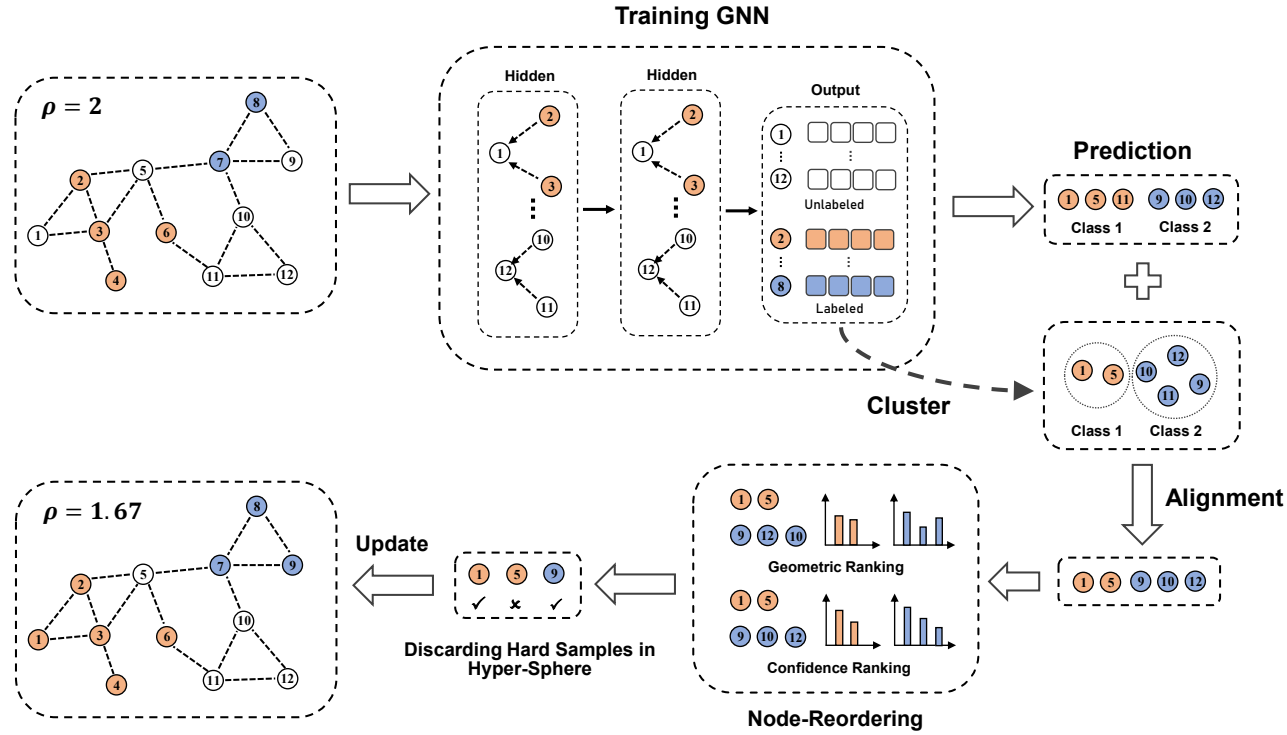 Training GNN
ρ = 2
8
7
9
2
5
10
1
3
6
4
11
12
Hidden
2
1
3
10
12
11
Hidden
2
1
3
10
12
11
Output
1
12
Unlabeled
2
8
Labeled
Prediction
1 5 11 9 10 12
Class 1 Class 2
Cluster
1 5 10 12 11 9
Class 1 Class 2
Alignment
1 5 9 10 12
1 5
9 12 10
Geometric Ranking
1 5
9 10 12
Confidence Ranking
Node-Reordering
1 5 9
✓ × ✓
Discarding Hard Samples in
Hyper-Sphere
Update
ρ = 1.67
8
7
9
2
5
10
1
3
6
4
11
12